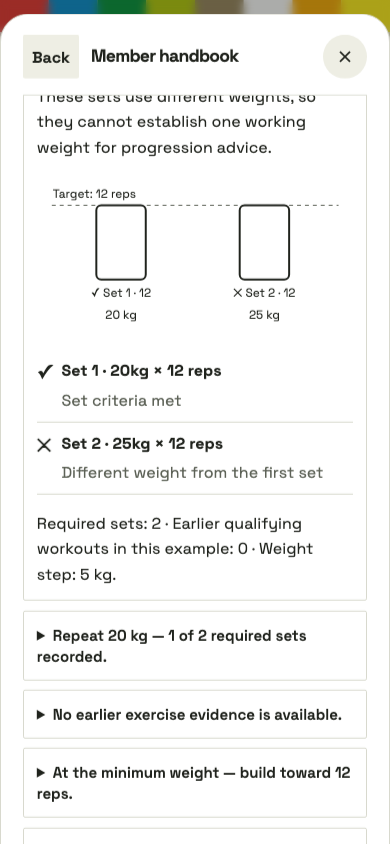 Back
Member handbook
These sets use different weights, so
they cannot establish one working
weight for progression advice.
Target: 12 reps
✓ Set 1 · 12
20 kg
✕ Set 2 · 12
25 kg
✓ Set 1 · 20kg × 12 reps
Set criteria met
✕ Set 2 · 25kg × 12 reps
Different weight from the first set
Required sets: 2 · Earlier qualifying
workouts in this example: 0 · Weight
step: 5 kg.
▶ Repeat 20 kg — 1 of 2 required sets
recorded.
▶ No earlier exercise evidence is available.
▶ At the minimum weight — build toward 12
reps.